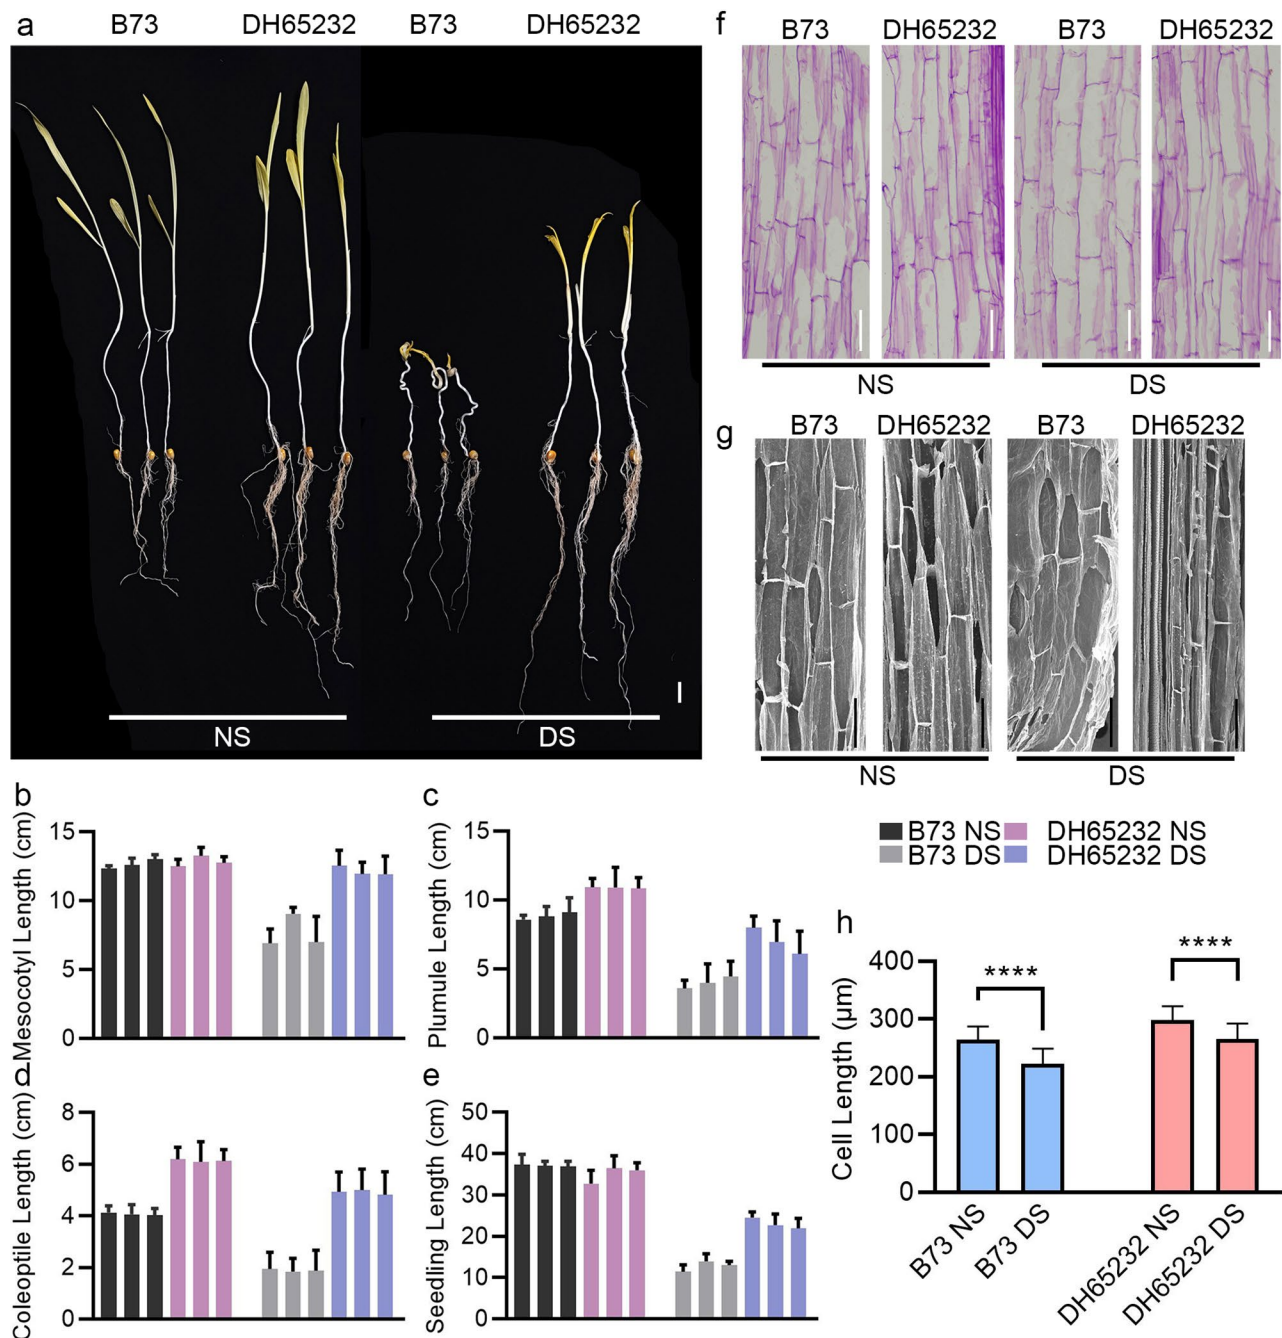 a B73 DH65232 B73 DH65232
NS DS
f B73 DH65232 B73 DH65232
NS DS
g B73 DH65232 B73 DH65232
NS DS
b
Mesocotyl Length (cm)
15
10
5
0
c
Plumule Length (cm)
15
10
5
0
d
Coleoptile Length (cm)
8
6
4
2
0
e
Seedling Length (cm)
50
40
30
20
10
0
B73 NS DH65232 NS
B73 DS DH65232 DS
h
Cell Length (μm)
400
300
200
100
0
**** ****
B73 NS
B73 DS
DH65232 NS
DH65232 DS